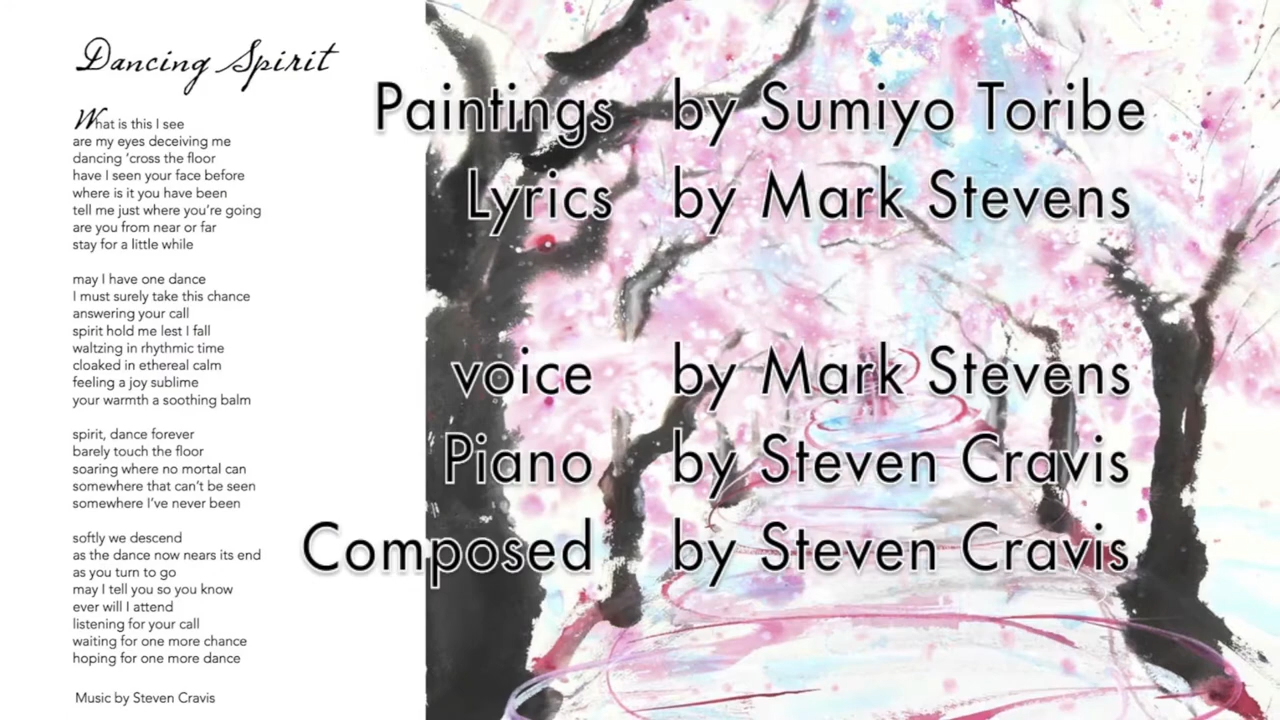 Dancing Spirit
What is this I see
are my eyes deceiving me
dancing ‘cross the floor
have I seen your face before
where is it you have been
tell me just where you’re going
are you from near or far
stay for a little while
may I have one dance
I must surely take this chance
answering your call
spirit hold me lest I fall
waltzing in rhythmic time
cloaked in ethereal calm
feeling a joy sublime
your warmth a soothing balm
spirit, dance forever
barely touch the floor
soaring where no mortal can
somewhere that can’t be seen
somewhere I’ve never been
softly we descend
as the dance now nears its end
as you turn to go
may I tell you so you know
ever will I attend
listening for your call
waiting for one more chance
hoping for one more dance
Music by Steven Cravis
Paintings by Sumiyo Toribe
Lyrics by Mark Stevens
voice by Mark Stevens
Piano by Steven Cravis
Composed by Steven Cravis